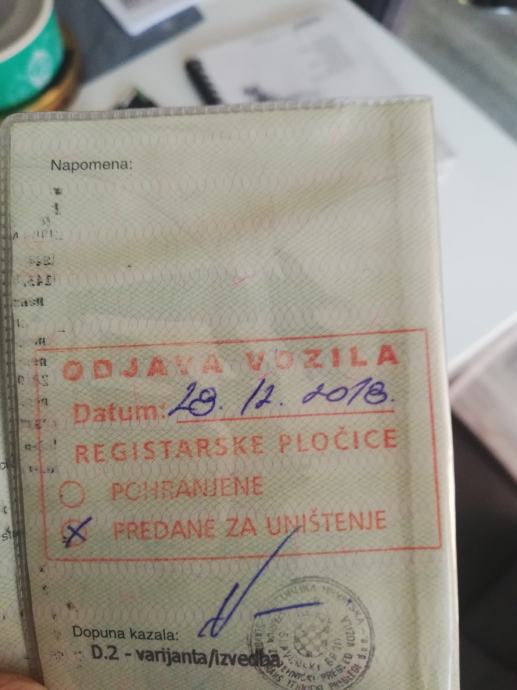 Napomena:
ODJAVA VOZILA
Datum: 28. 12. 2018.
REGISTARSKE PLOČICE
POHRANJENE
X PREDANE ZA UNIŠTENJE
Dopuna kazala:
D.2 - varijanta/izvedba